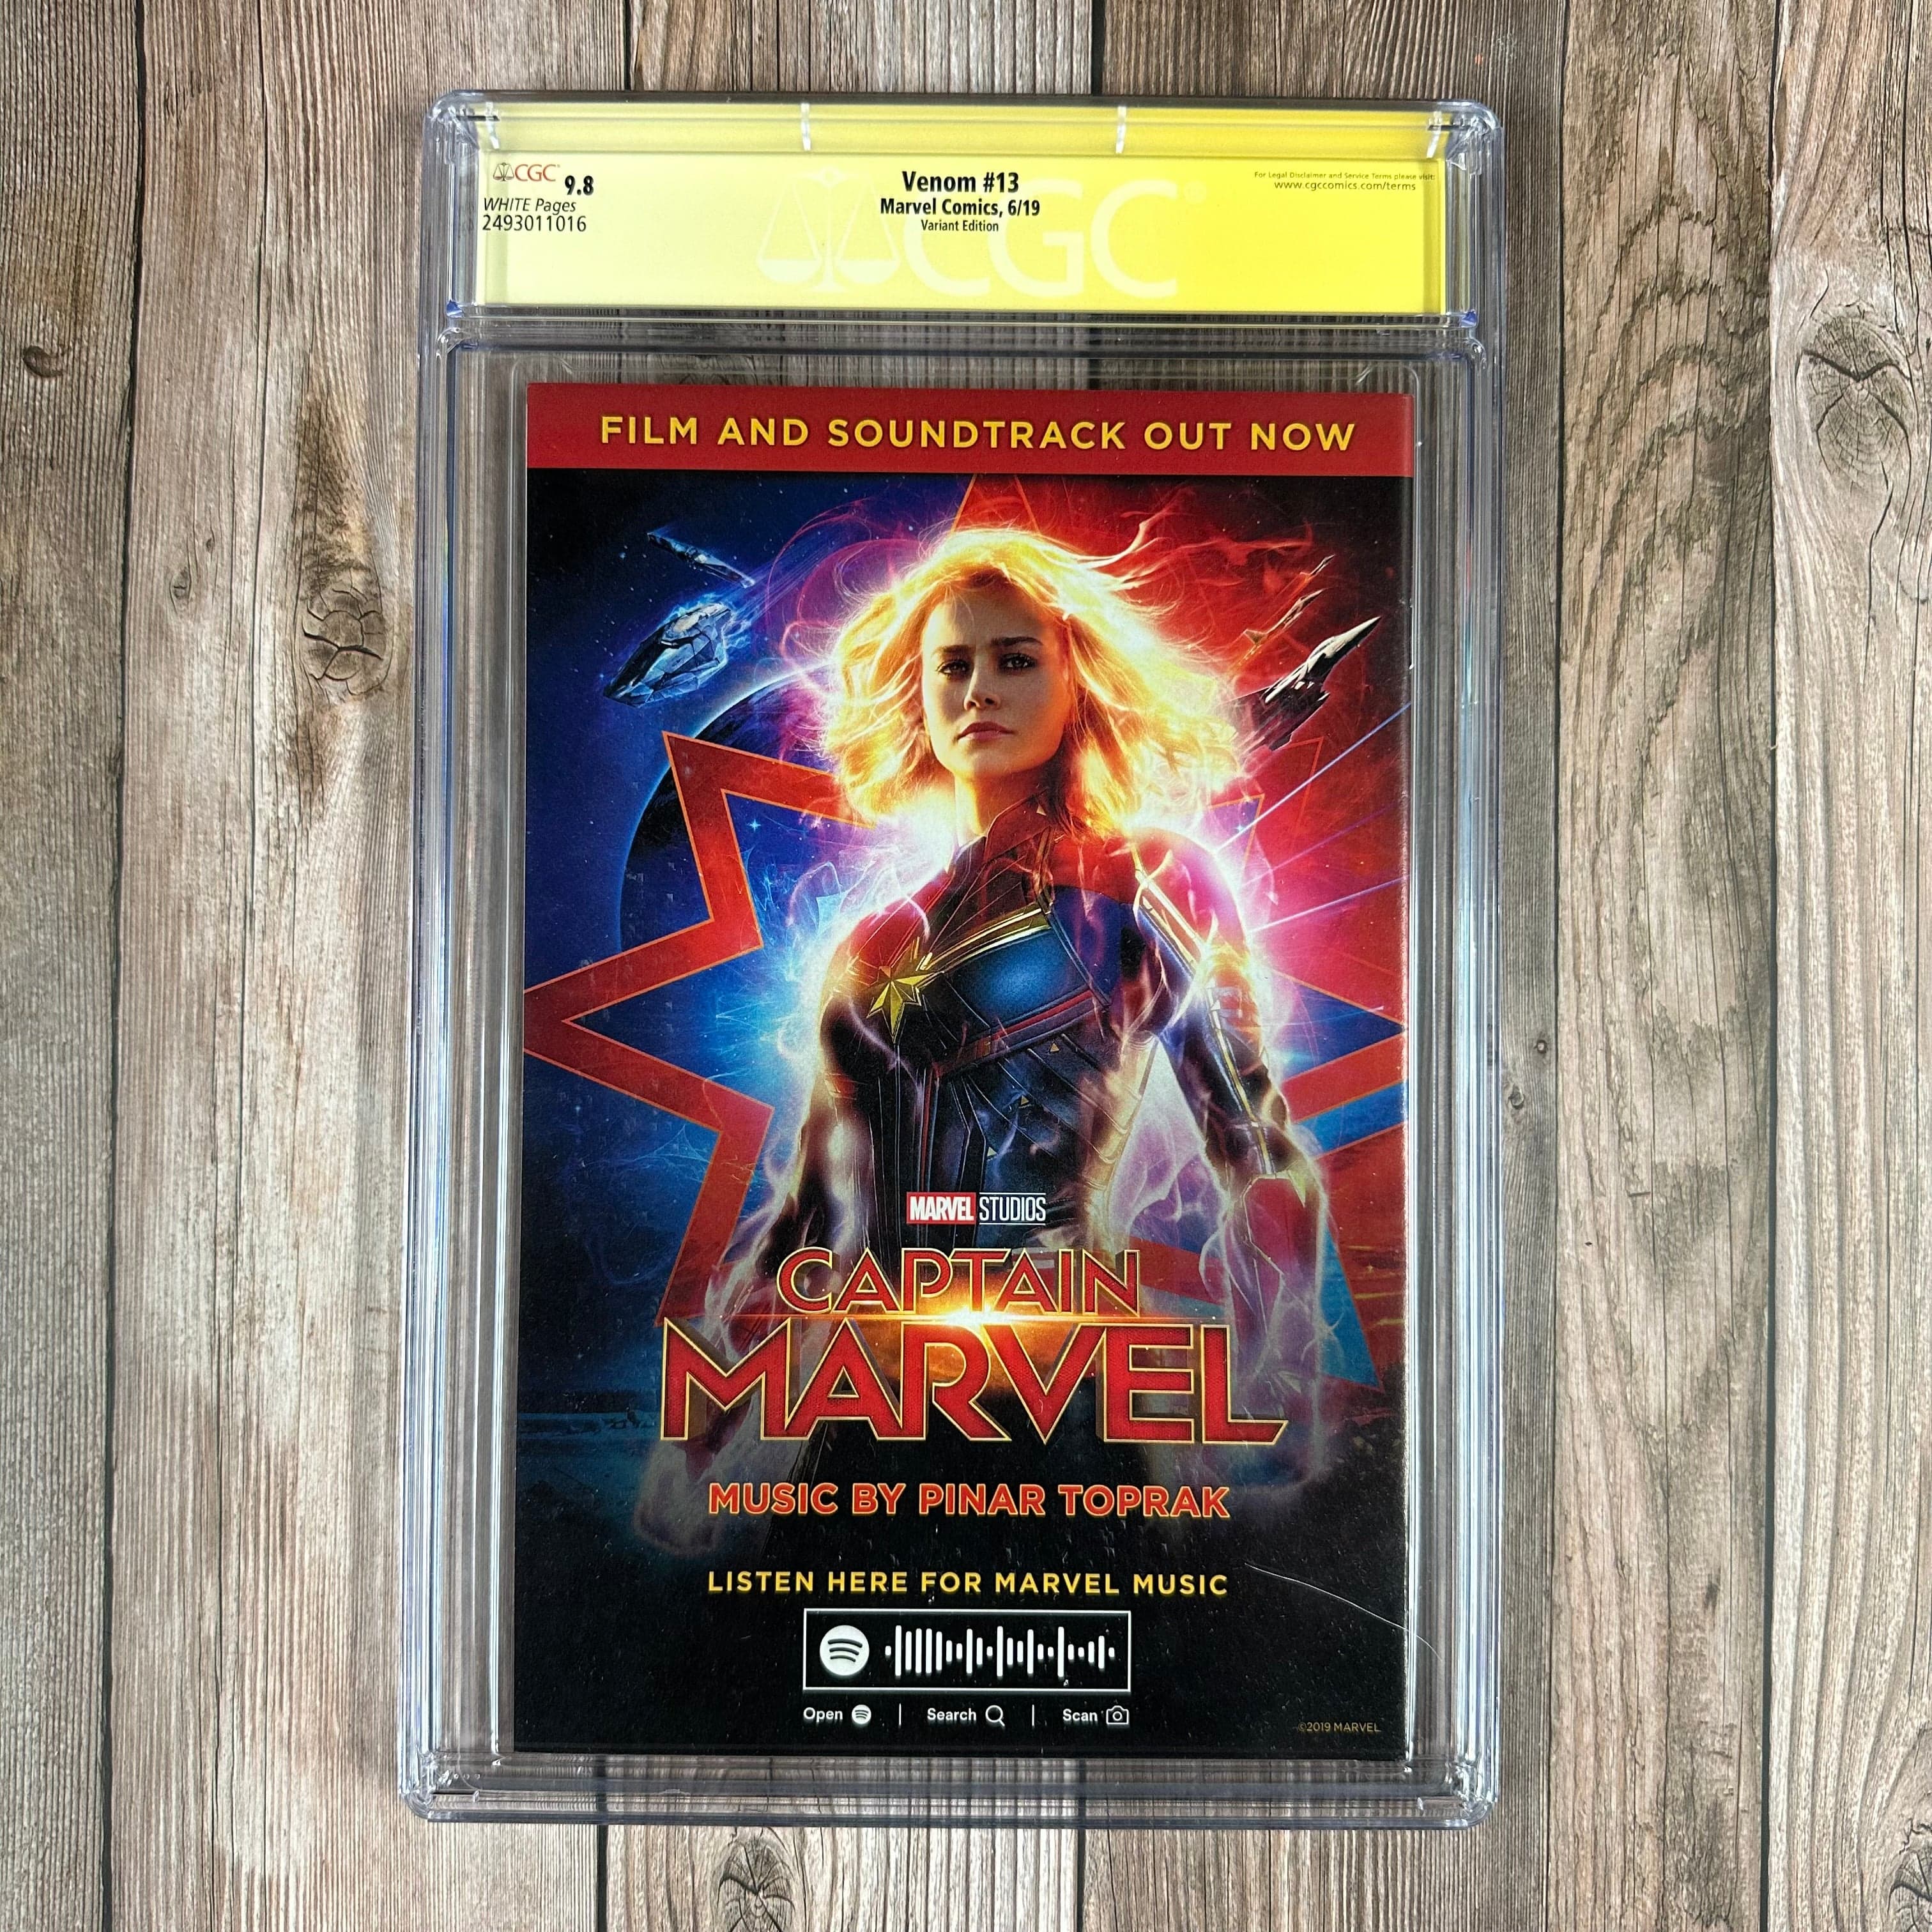 CGC 9.8
WHITE Pages
2493011016
Venom #13
Marvel Comics, 6/19
Variant Edition
For Legal Disclaimer and Service Terms please visit:
www.cgccomics.com/terms
CGC
FILM AND SOUNDTRACK OUT NOW
MARVEL STUDIOS
CAPTAIN
MARVEL
MUSIC BY PINAR TOPRAK
LISTEN HERE FOR MARVEL MUSIC
Open | Search | Scan
©2019 MARVEL